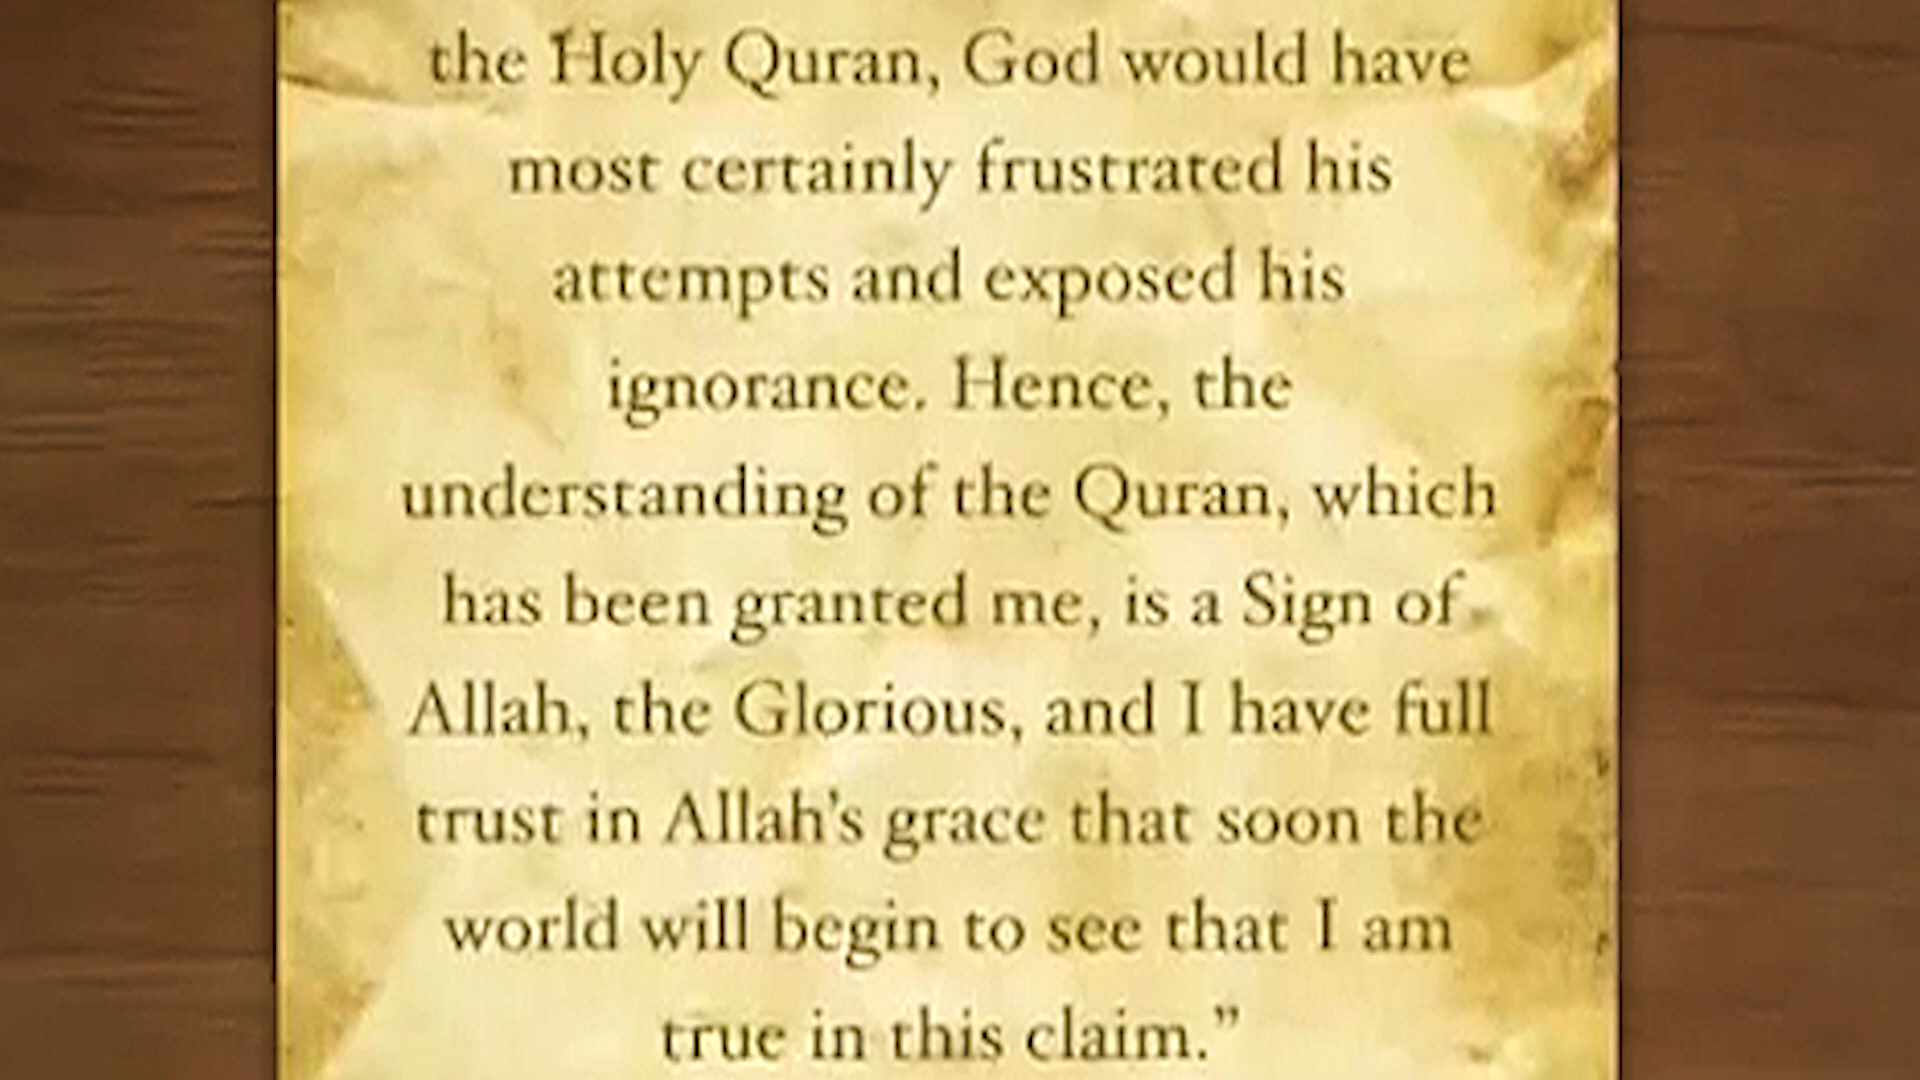 the Holy Quran, God would have
most certainly frustrated his
attempts and exposed his
ignorance. Hence, the
understanding of the Quran, which
has been granted me, is a Sign of
Allah, the Glorious, and I have full
trust in Allah's grace that soon the
world will begin to see that I am
true in this claim.”